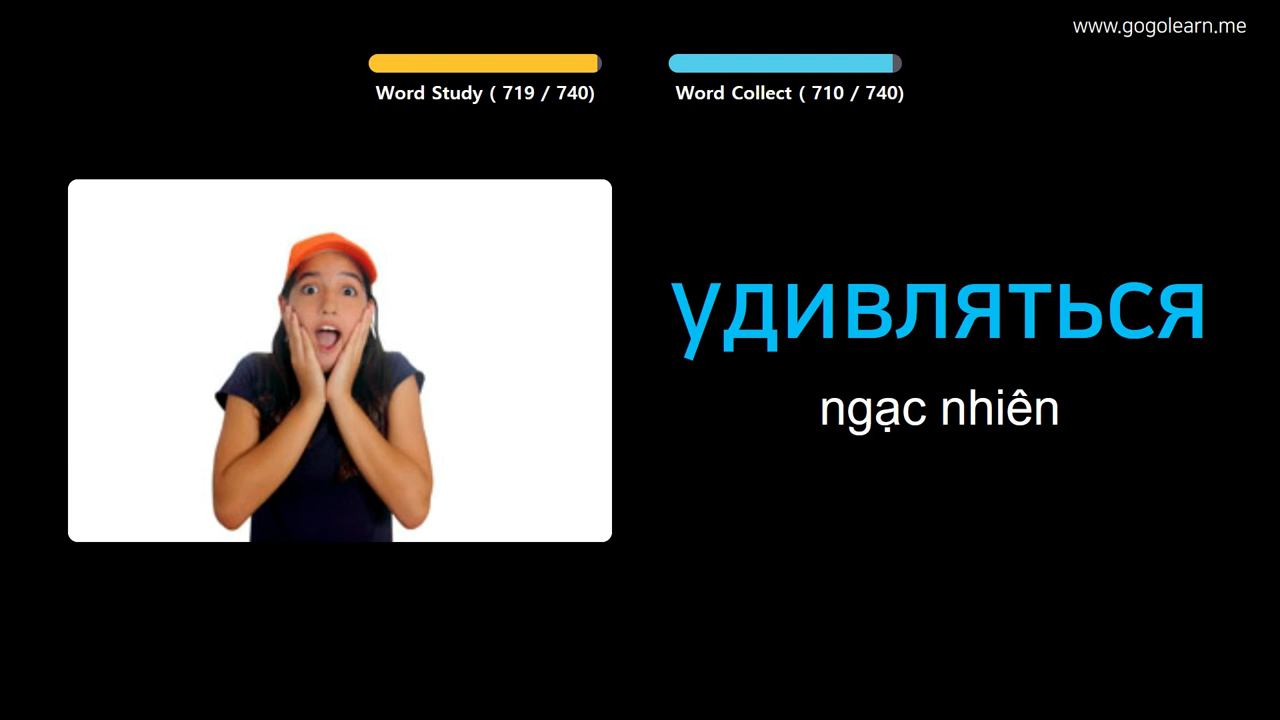 www.gogolearn.me
Word Study ( 719 / 740)
Word Collect ( 710 / 740)
удивляться
ngạc nhiên